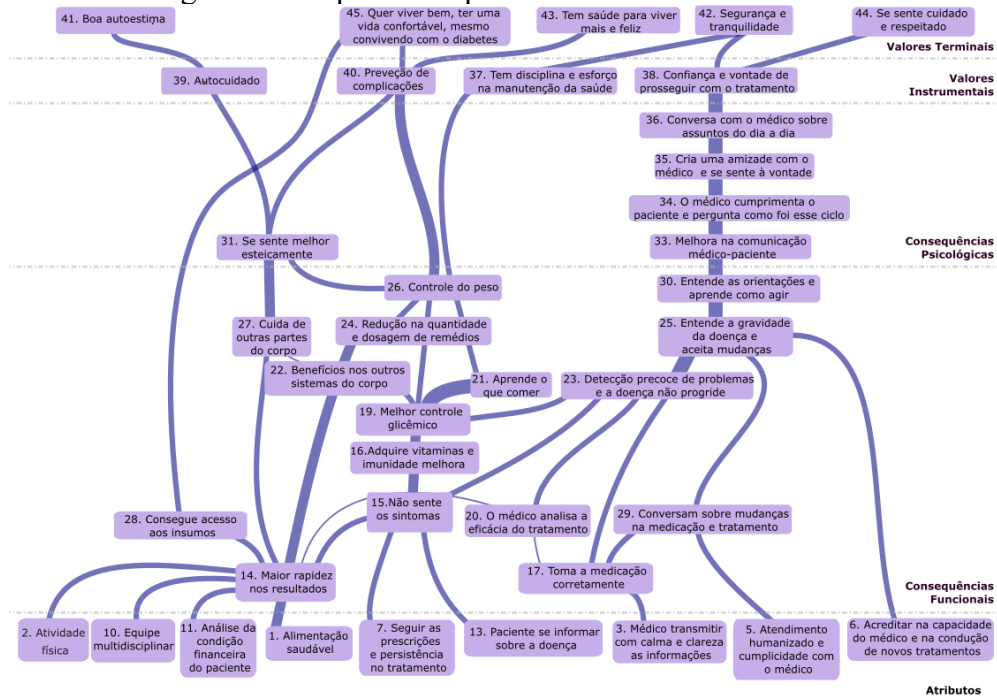 41. Boa autoestima
45. Quer viver bem, ter uma
vida confortável, mesmo
convivendo com o diabetes
43. Tem saúde para viver
mais e feliz
42. Segurança e
tranquilidade
44. Se sente cuidado
e respeitado
Valores Terminais
39. Autocuidado
40. Preveção de
complicações
37. Tem disciplina e esforço
na manutenção da saúde
38. Confiança e vontade de
prosseguir com o tratamento
Valores
Instrumentais
36. Conversa com o médico sobre
assuntos do dia a dia
35. Cria uma amizade com o
médico e se sente à vontade
34. O médico cumprimenta o
paciente e pergunta como foi esse ciclo
31. Se sente melhor
esteicamente
33. Melhora na comunicação
médico-paciente
Consequências
Psicológicas
26. Controle do peso
30. Entende as orientações e
aprende como agir
27. Cuida de
outras partes
do corpo
24. Redução na quantidade
e dosagem de remédios
25. Entende a gravidade
da doença e
aceita mudanças
22. Benefícios nos outros
sistemas do corpo
21. Aprende o
que comer
23. Detecção precoce de problemas
e a doença não progride
19. Melhor controle
glicêmico
16.Adquire vitaminas e
imunidade melhora
15.Não sente
os sintomas
28. Consegue acesso
aos insumos
20. O médico analisa a
eficácia do tratamento
29. Conversam sobre mudanças
na medicação e tratamento
14. Maior rapidez
nos resultados
17. Toma a medicação
corretamente
Consequências
Funcionais
2. Atividade
física
10. Equipe
multidisciplinar
11. Análise da
condição
financeira
do paciente
1. Alimentação
saudável
7. Seguir as
prescrições
e persistência
no tratamento
13. Paciente se informar
sobre a doença
3. Médico transmitir
com calma e clareza
as informações
5. Atendimento
humanizado e
cumplicidade com
o médico
6. Acreditar na capacidade
do médico e na condução
de novos tratamentos
Atributos